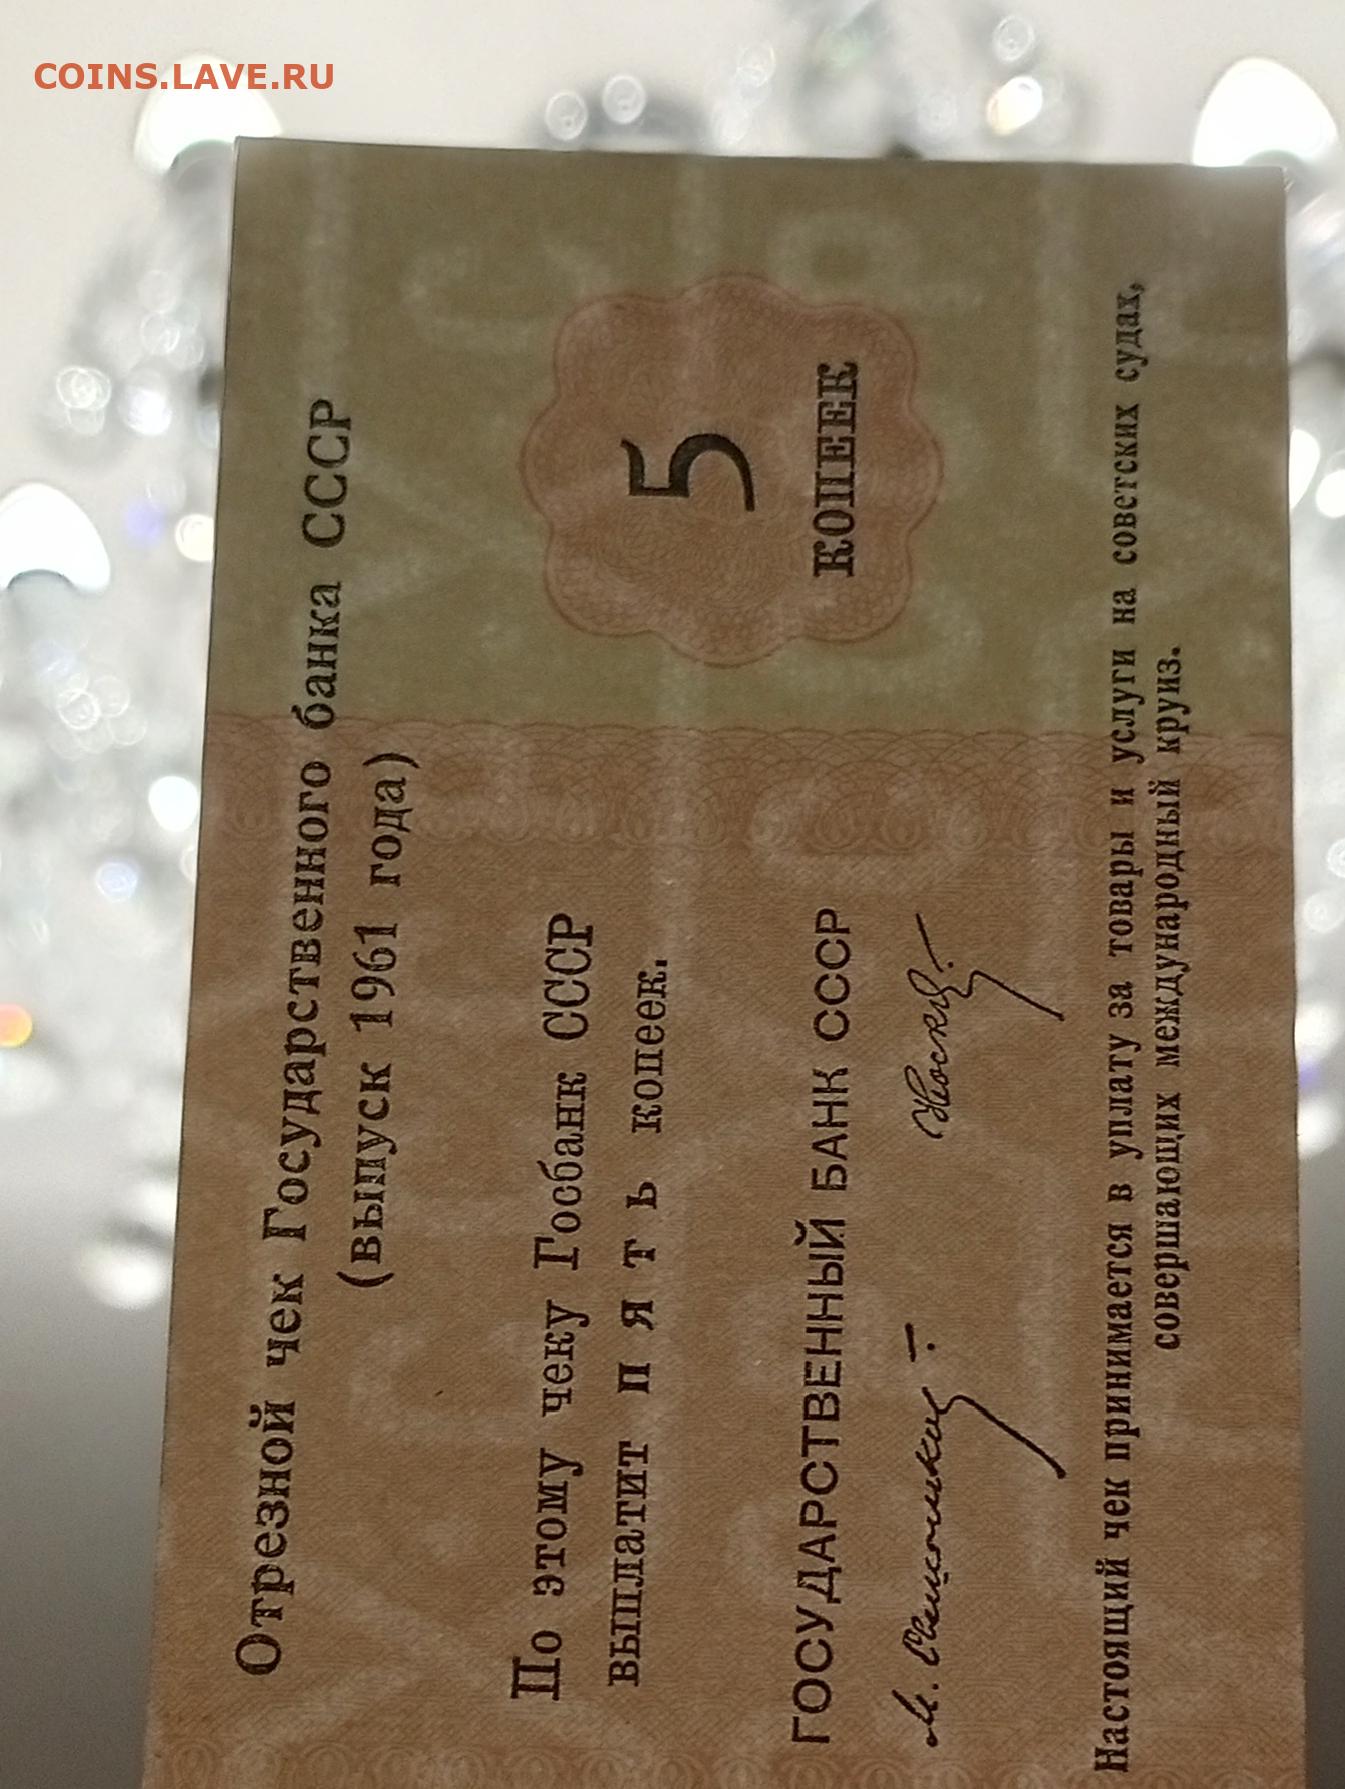 COINS.LAVE.RU
Отрезной чек Государственного банка СССР
(выпуск 1961 года)
По этому чеку Госбанк СССР
выплатит пять копеек.
5
КОПЕЕК
ГОСУДАРСТВЕННЫЙ БАНК СССР
Настоящий чек принимается в уплату за товары и услуги на советских судах,
совершающих международный круиз.